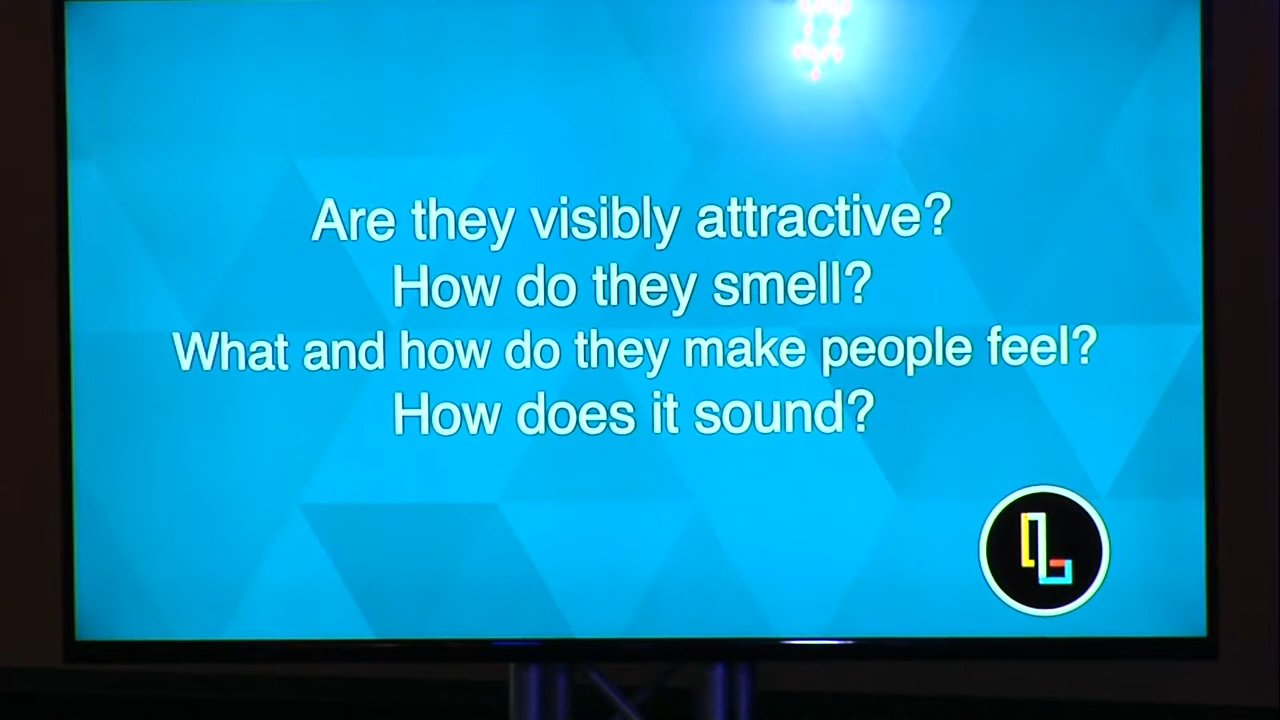 Are they visibly attractive?
How do they smell?
What and how do they make people feel?
How does it sound?